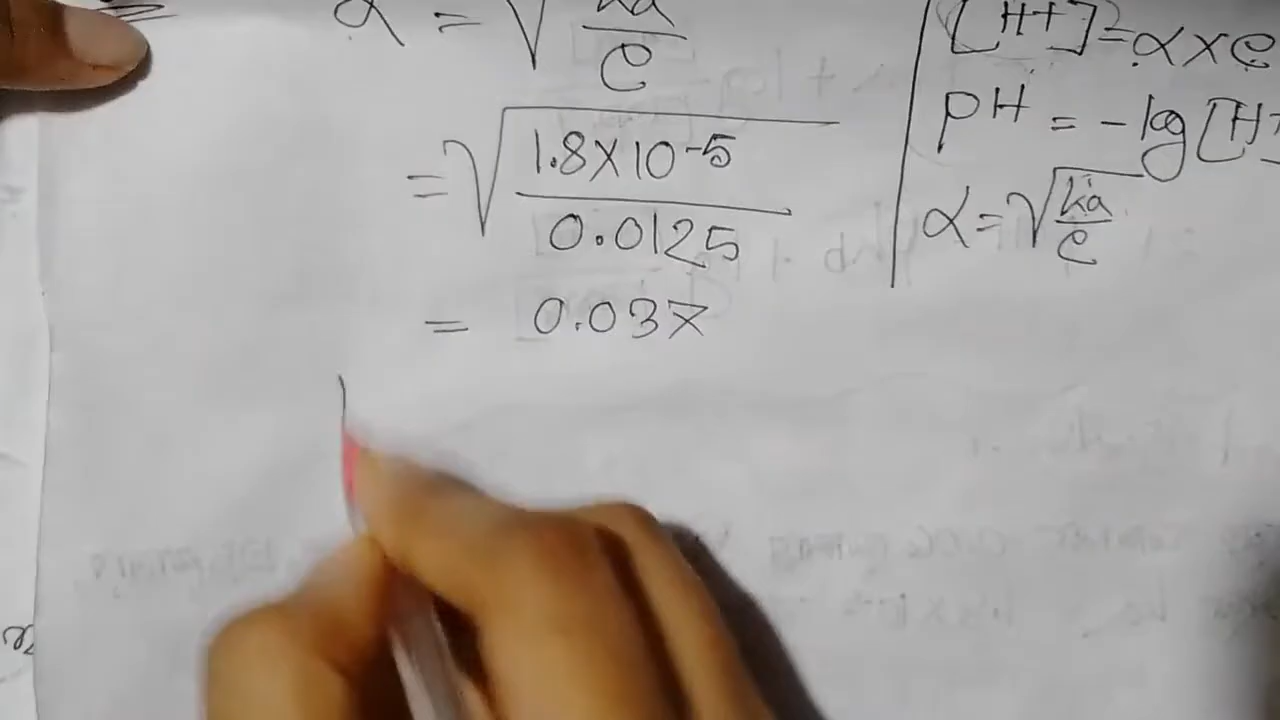 α = √ka/C
= √1.8×10-5/0.0125
= 0.037
[H+] = α×C
PH = -log[H+
α = √ka/C